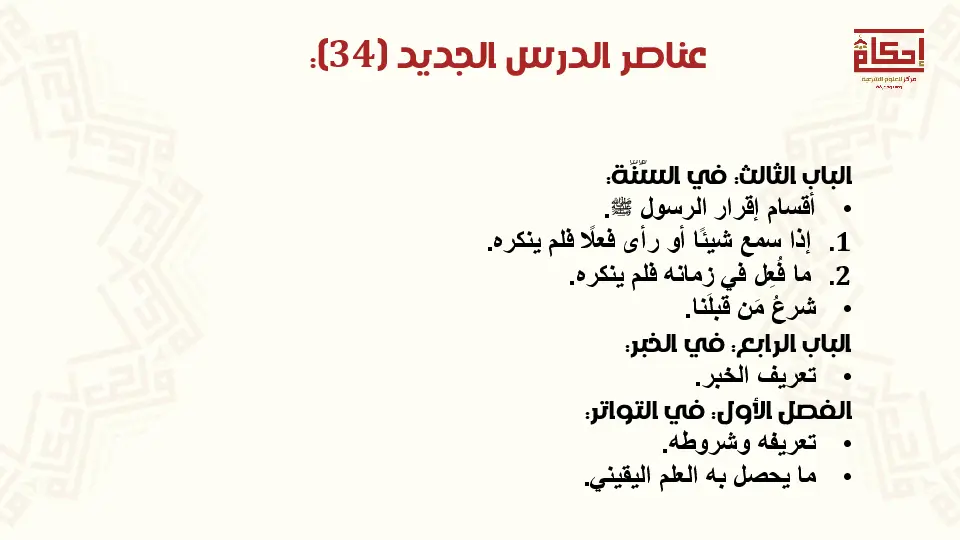 عناصر الدرس الجديد (34):
إحكام
مركز للعلوم الشرعية
الباب الثالث: في السّنّة:
• أقسام إقرار الرسول ﷺ.
1. إذا سمع شيئًا أو رأى فعلًا فلم ينكره.
2. ما فُعِل في زمانه فلم ينكره.
• شرعُ مَن قبلَنا.
الباب الرابع: في الخبر:
• تعريف الخبر.
الفصل الأول: في التواتر:
• تعريفه وشروطه.
• ما يحصل به العلم اليقيني.